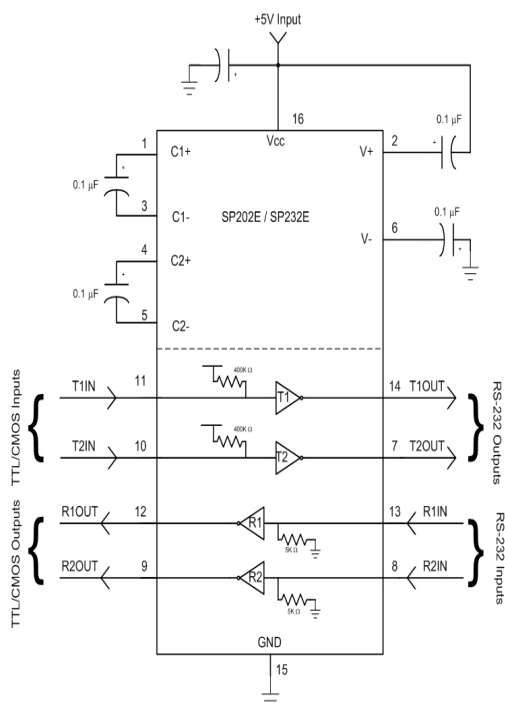 +5V Input
16
Vcc
0.1 µF
1
C1+
2
V+
0.1 µF
3
C1-
SP202E / SP232E
6
V-
0.1 µF
4
C2+
0.1 µF
5
C2-
TTL/CMOS Inputs
T1IN
11
400K Ω
T1
14
T1OUT
RS-232 Outputs
T2IN
10
400K Ω
T2
7
T2OUT
TTL/CMOS Outputs
R1OUT
12
R1
5K Ω
13
R1IN
RS-232 Inputs
R2OUT
9
R2
5K Ω
8
R2IN
GND
15